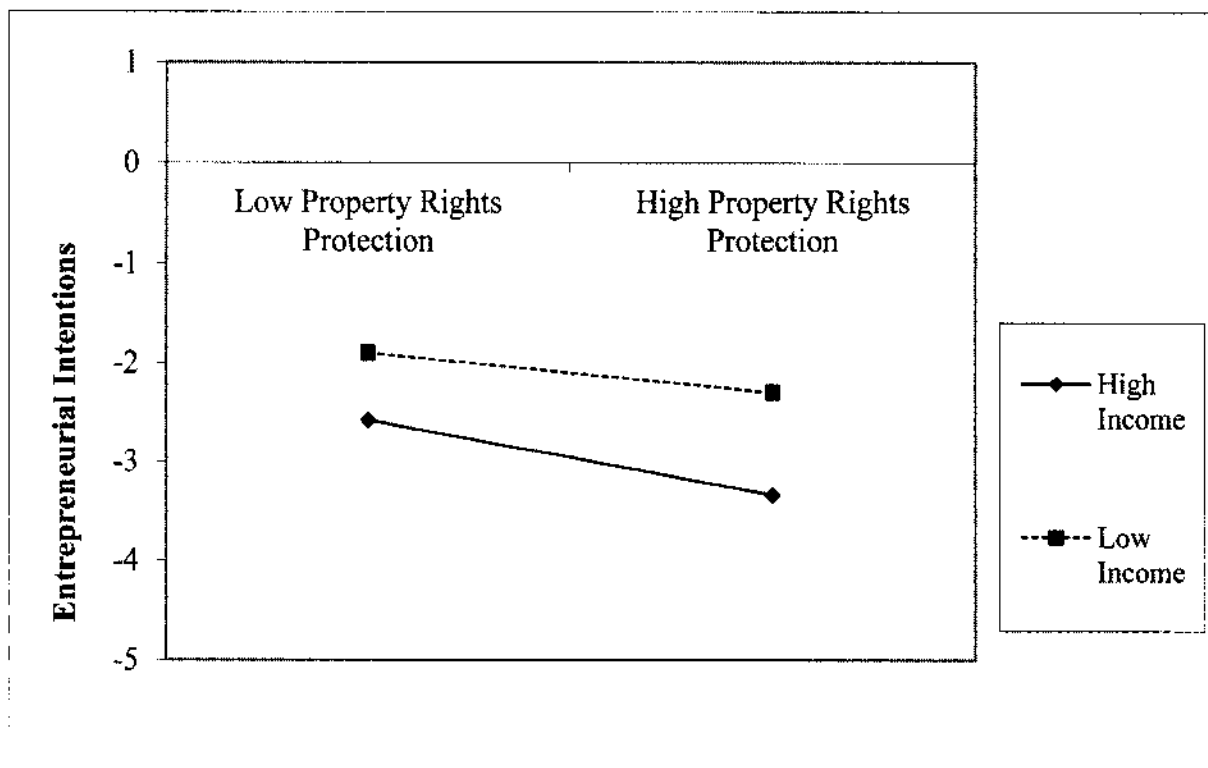 1
0
Low Property Rights
Protection
High Property Rights
Protection
-1
-2
-3
-4
-5
Entrepreneurial Intentions
High
Income
Low
Income